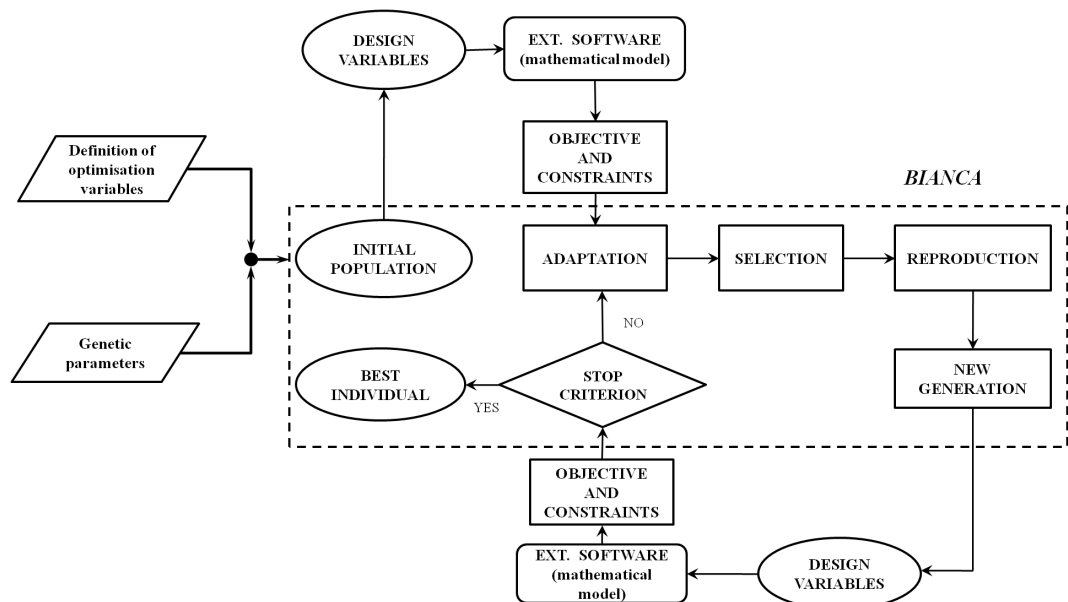 DESIGN
VARIABLES
EXT. SOFTWARE
(mathematical model)
Definition of
optimisation
variables
OBJECTIVE
AND
CONSTRAINTS
BIANCA
INITIAL
POPULATION
ADAPTATION
SELECTION
REPRODUCTION
NO
Genetic
parameters
BEST
INDIVIDUAL
YES
STOP
CRITERION
NEW
GENERATION
OBJECTIVE
AND
CONSTRAINTS
EXT. SOFTWARE
(mathematical
model)
DESIGN
VARIABLES